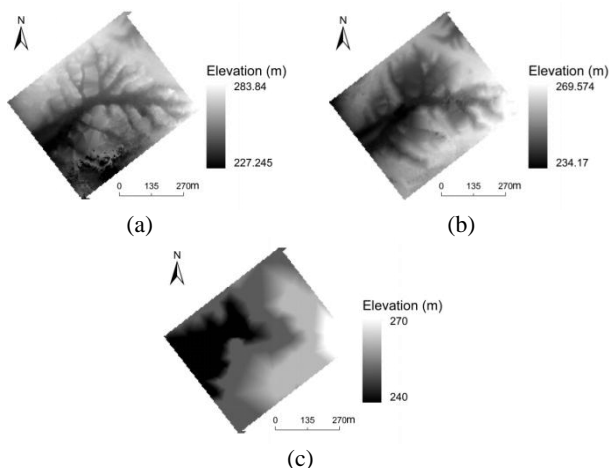 N
Elevation (m)
283.84
227.245
0 135 270m
(a)
N
Elevation (m)
269.574
234.17
0 135 270m
(b)
N
Elevation (m)
270
240
0 135 270m
(c)